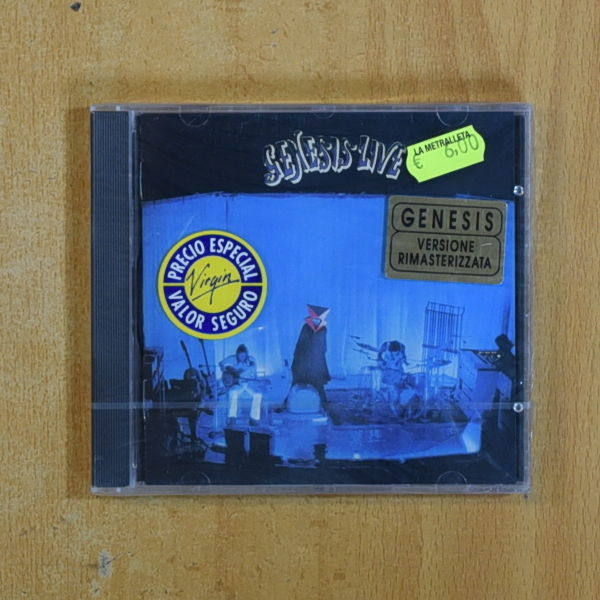 GENESIS LIVE
LA METRALLETA
€ 6,00
GENESIS
VERSIONE
RIMASTERIZZATA
PRECIO ESPECIAL
Virgin
VALOR SEGURO